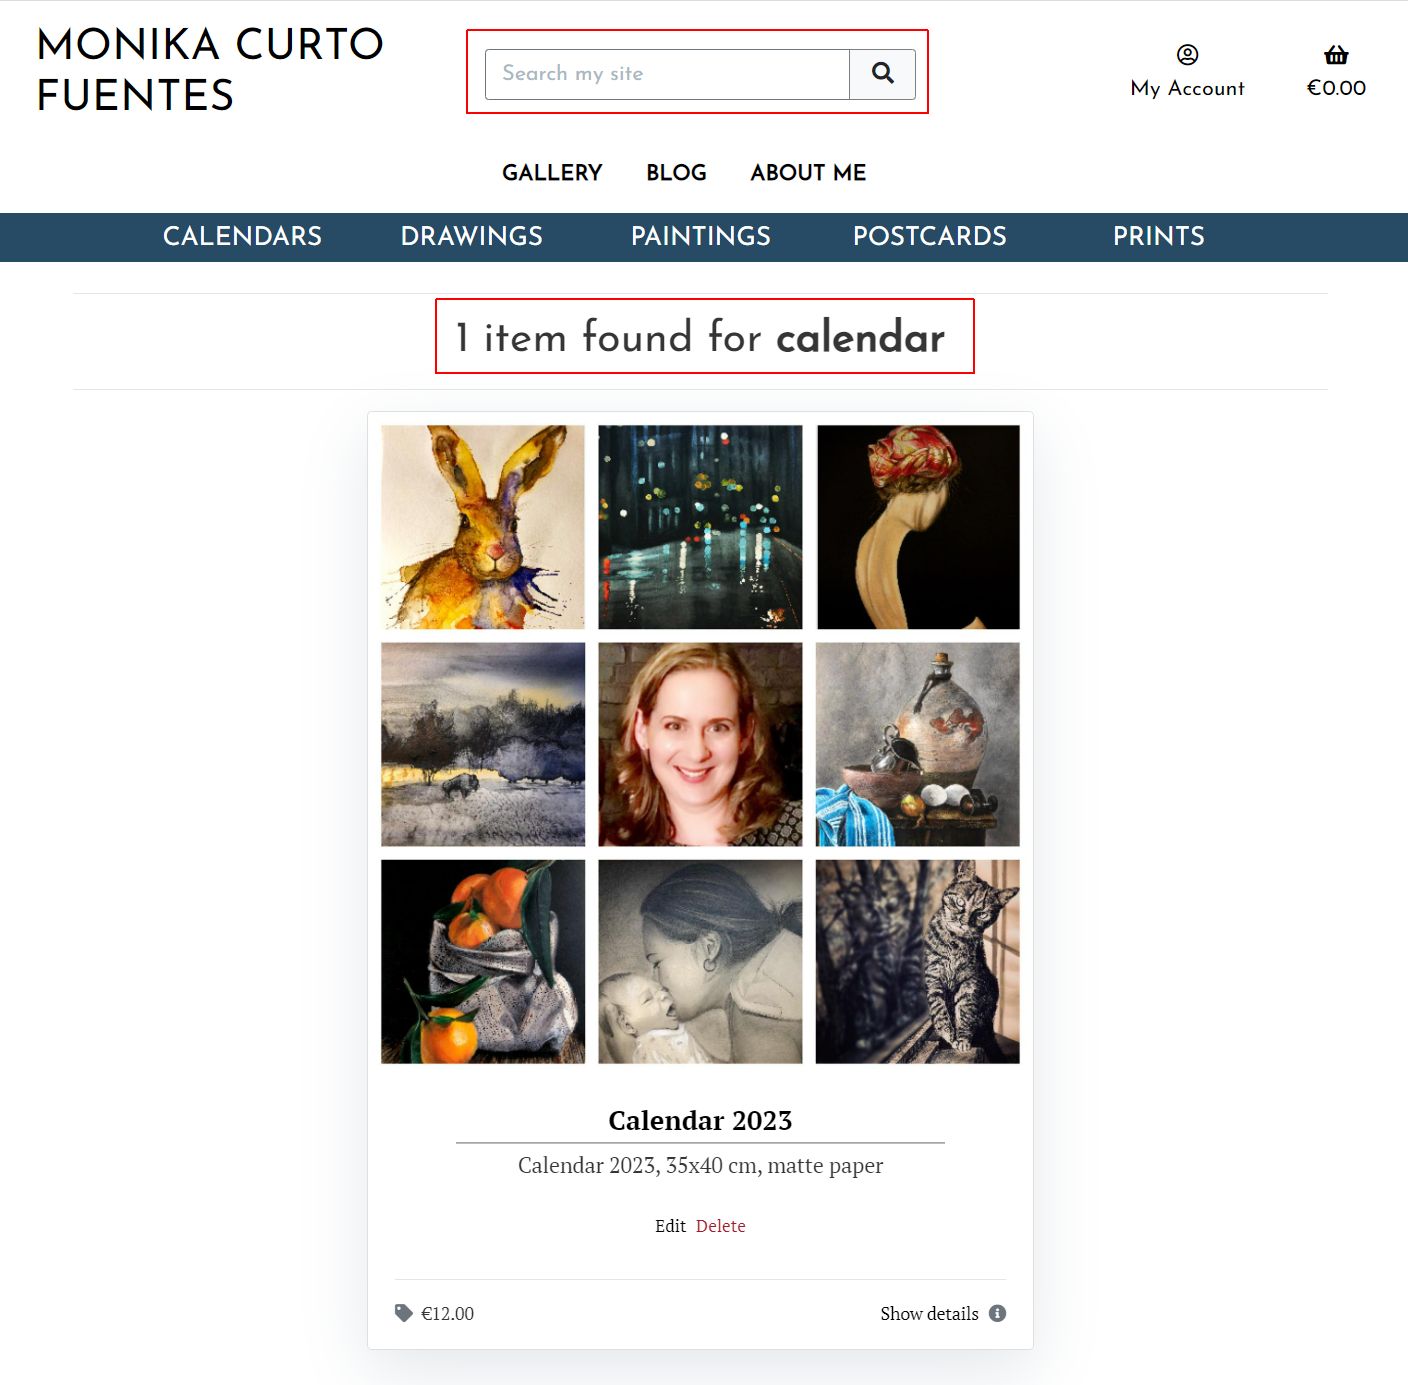 MONIKA CURTO
FUENTES
Search my site
My Account
€0.00
GALLERY BLOG ABOUT ME
CALENDARS DRAWINGS PAINTINGS POSTCARDS PRINTS
1 item found for calendar
Calendar 2023
Calendar 2023, 35x40 cm, matte paper
Edit Delete
€12.00
Show details